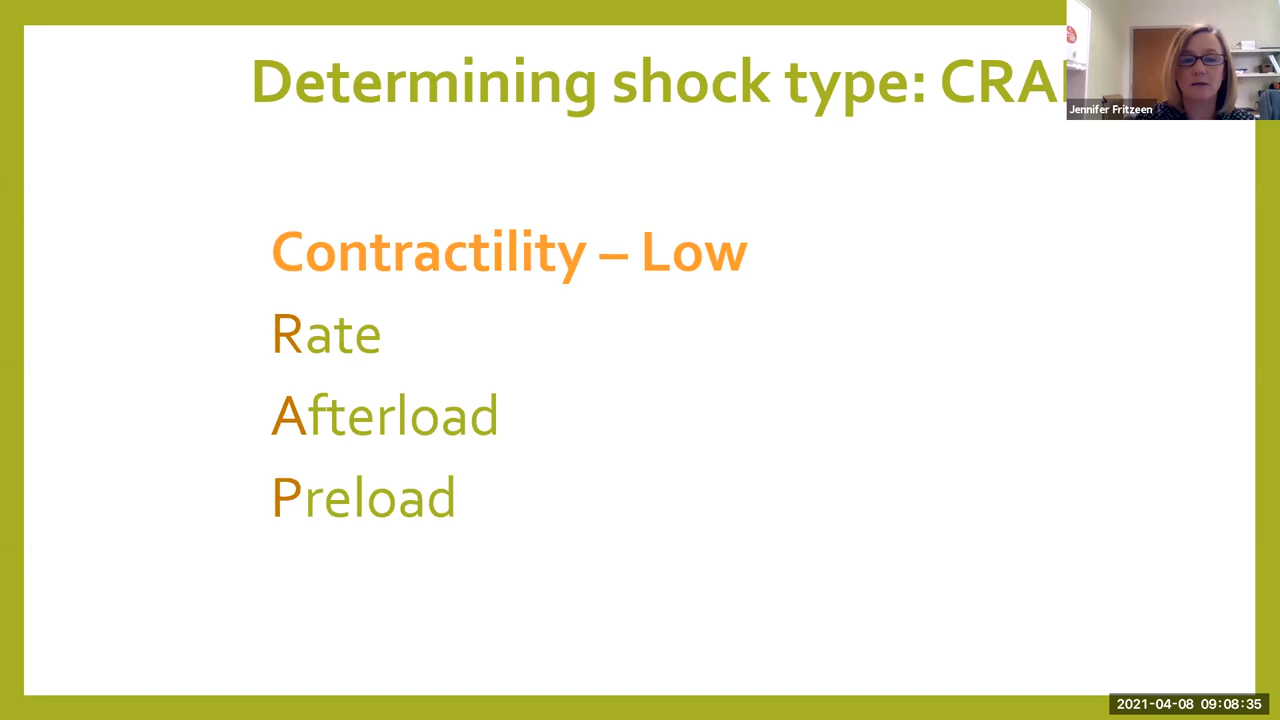 Determining shock type: CRA
Jennifer Fritzeen
Contractility – Low
Rate
Afterload
Preload
2021-04-08 09:08:35